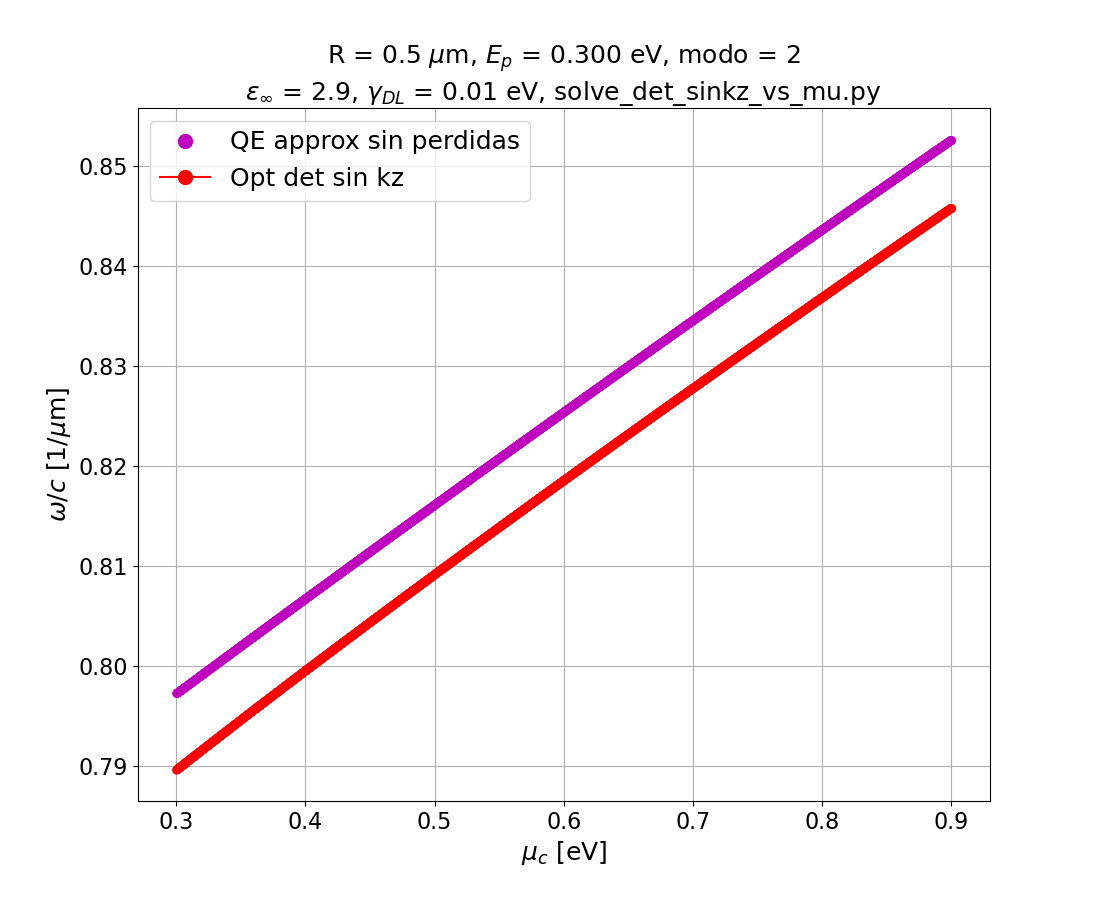 R = 0.5 μm, E_p = 0.300 eV, modo = 2
ε_∞ = 2.9, γ_DL = 0.01 eV, solve_det_sinkz_vs_mu.py
QE approx sin perdidas
Opt det sin kz
0.85
0.84
0.83
0.82
0.81
0.80
0.79
ω/c [1/μm]
0.3 0.4 0.5 0.6 0.7 0.8 0.9
μ_c [eV]